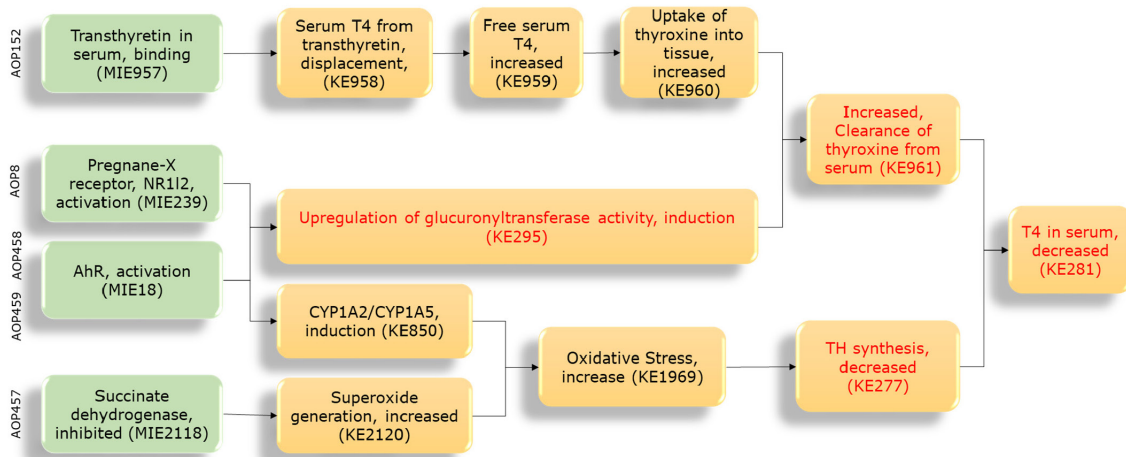 AOP152
Transthyretin in
serum, binding
(MIE957)
Serum T4 from
transthyretin,
displacement,
(KE958)
Free serum
T4,
increased
(KE959)
Uptake of
thyroxine into
tissue,
increased
(KE960)
Increased,
Clearance of
thyroxine from
serum (KE961)
AOP8
Pregnane-X
receptor, NR1l2,
activation (MIE239)
Upregulation of glucuronyltransferase activity, induction
(KE295)
T4 in serum,
decreased
(KE281)
AOP458
AOP459
AhR, activation
(MIE18)
CYP1A2/CYP1A5,
induction (KE850)
Oxidative Stress,
increase (KE1969)
TH synthesis,
decreased
(KE277)
AOP457
Succinate
dehydrogenase,
inhibited (MIE2118)
Superoxide
generation, increased
(KE2120)